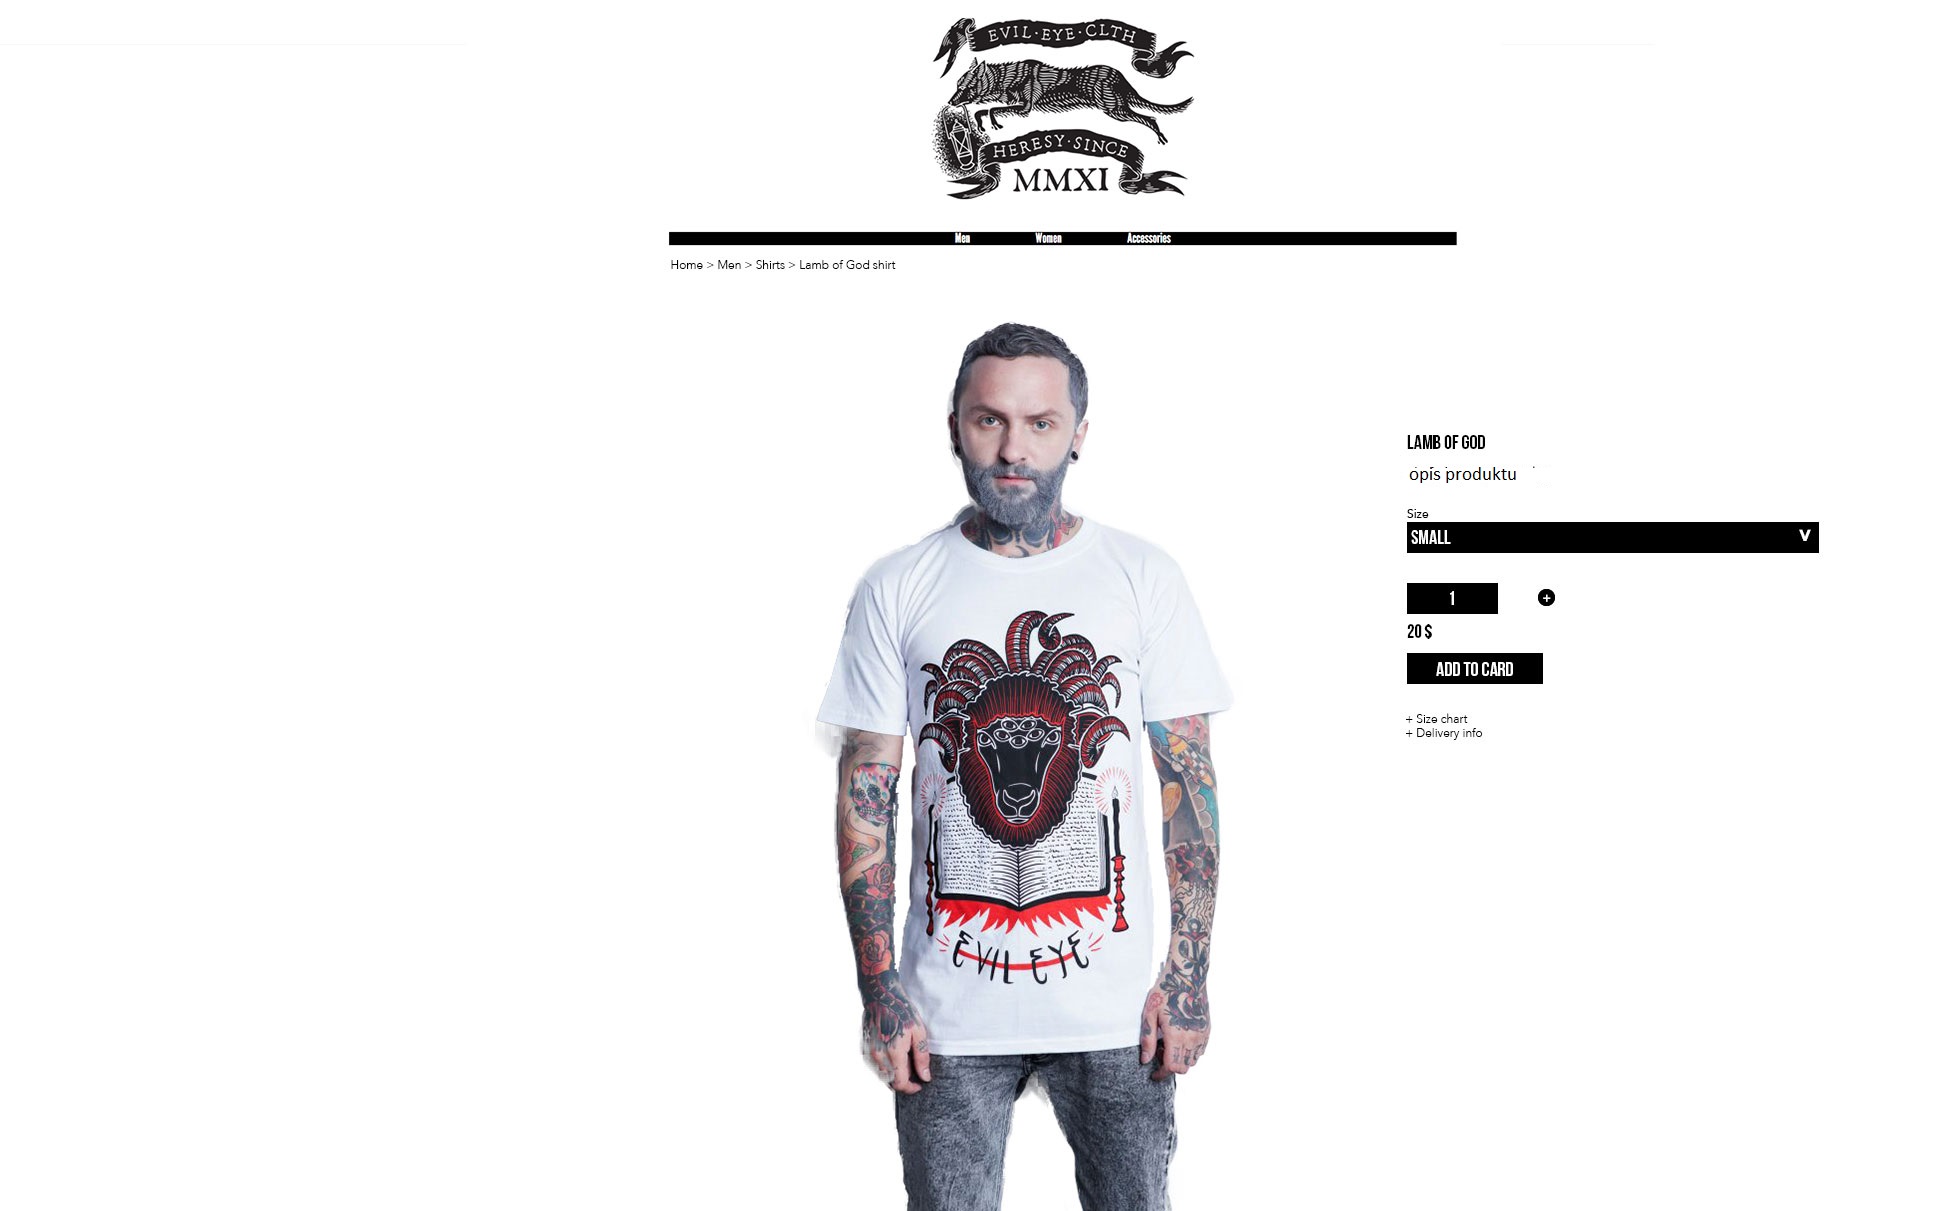 EVIL·EYE·CLTH
HERESY·SINCE
MMXI
Men Women Accessories
Home > Men > Shirts > Lamb of God shirt
LAMB OF GOD
opis produktu
Size
SMALL V
1 +
20 $
ADD TO CARD
+ Size chart
+ Delivery info
EVIL EYE